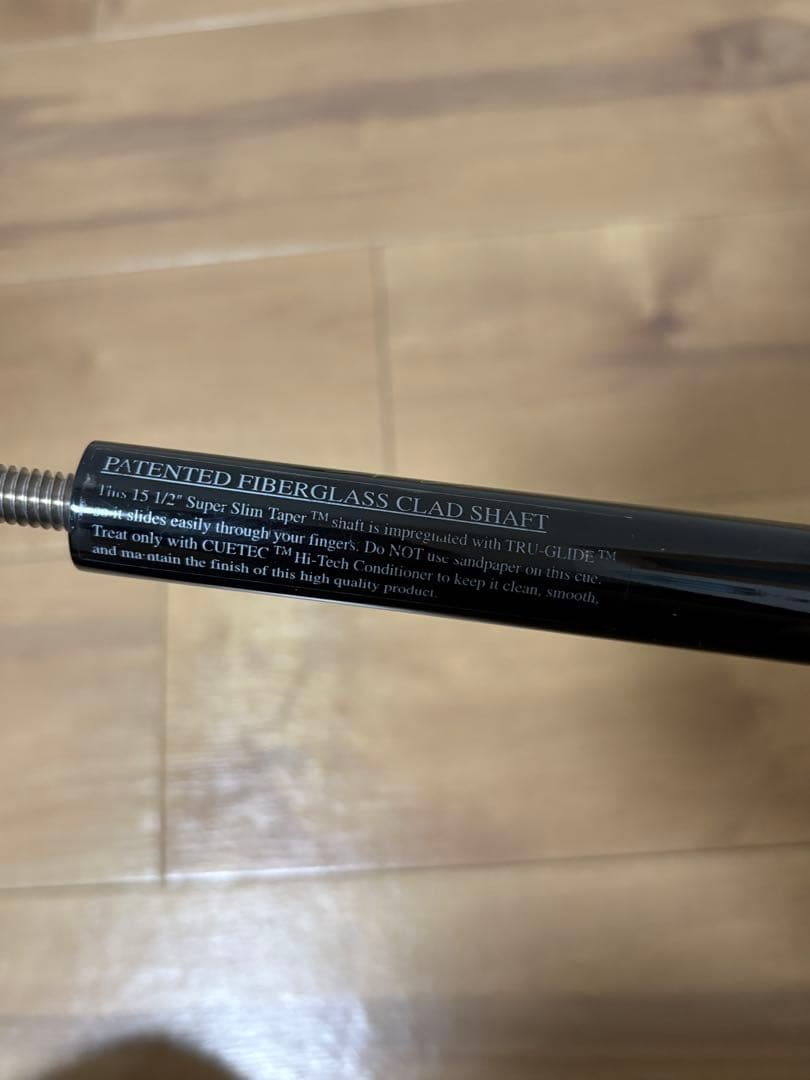 PATENTED FIBERGLASS CLAD SHAFT
This 15 1/2" Super Slim Taper ™ shaft is impregnated with TRU-GLIDE ™
so it slides easily through your fingers. Do NOT use sandpaper on this cue.
Treat only with CUETEC ™ Hi-Tech Conditioner to keep it clean, smooth,
and maintain the finish of this high quality product.